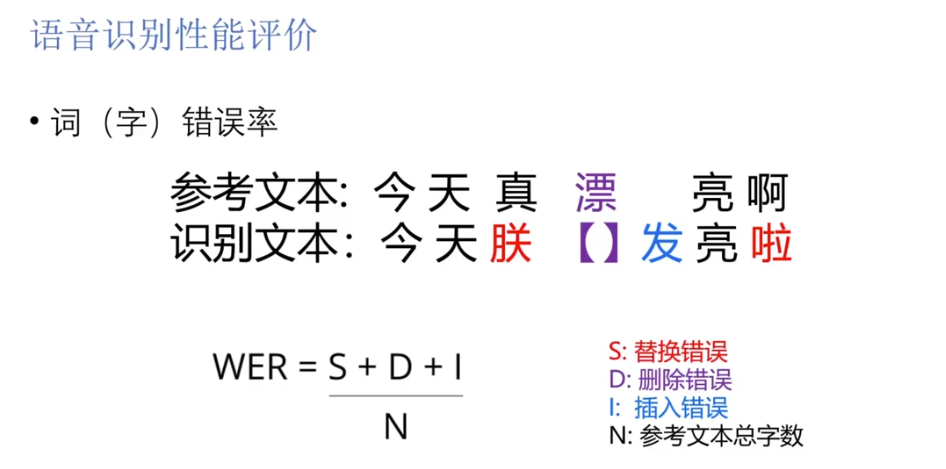 语音识别性能评价
• 词（字）错误率
参考文本: 今 天 真 漂 亮 啊
识别文本: 今 天 朕 【】 发 亮 啦
WER = S + D + I
N
S: 替换错误
D: 删除错误
I: 插入错误
N: 参考文本总字数